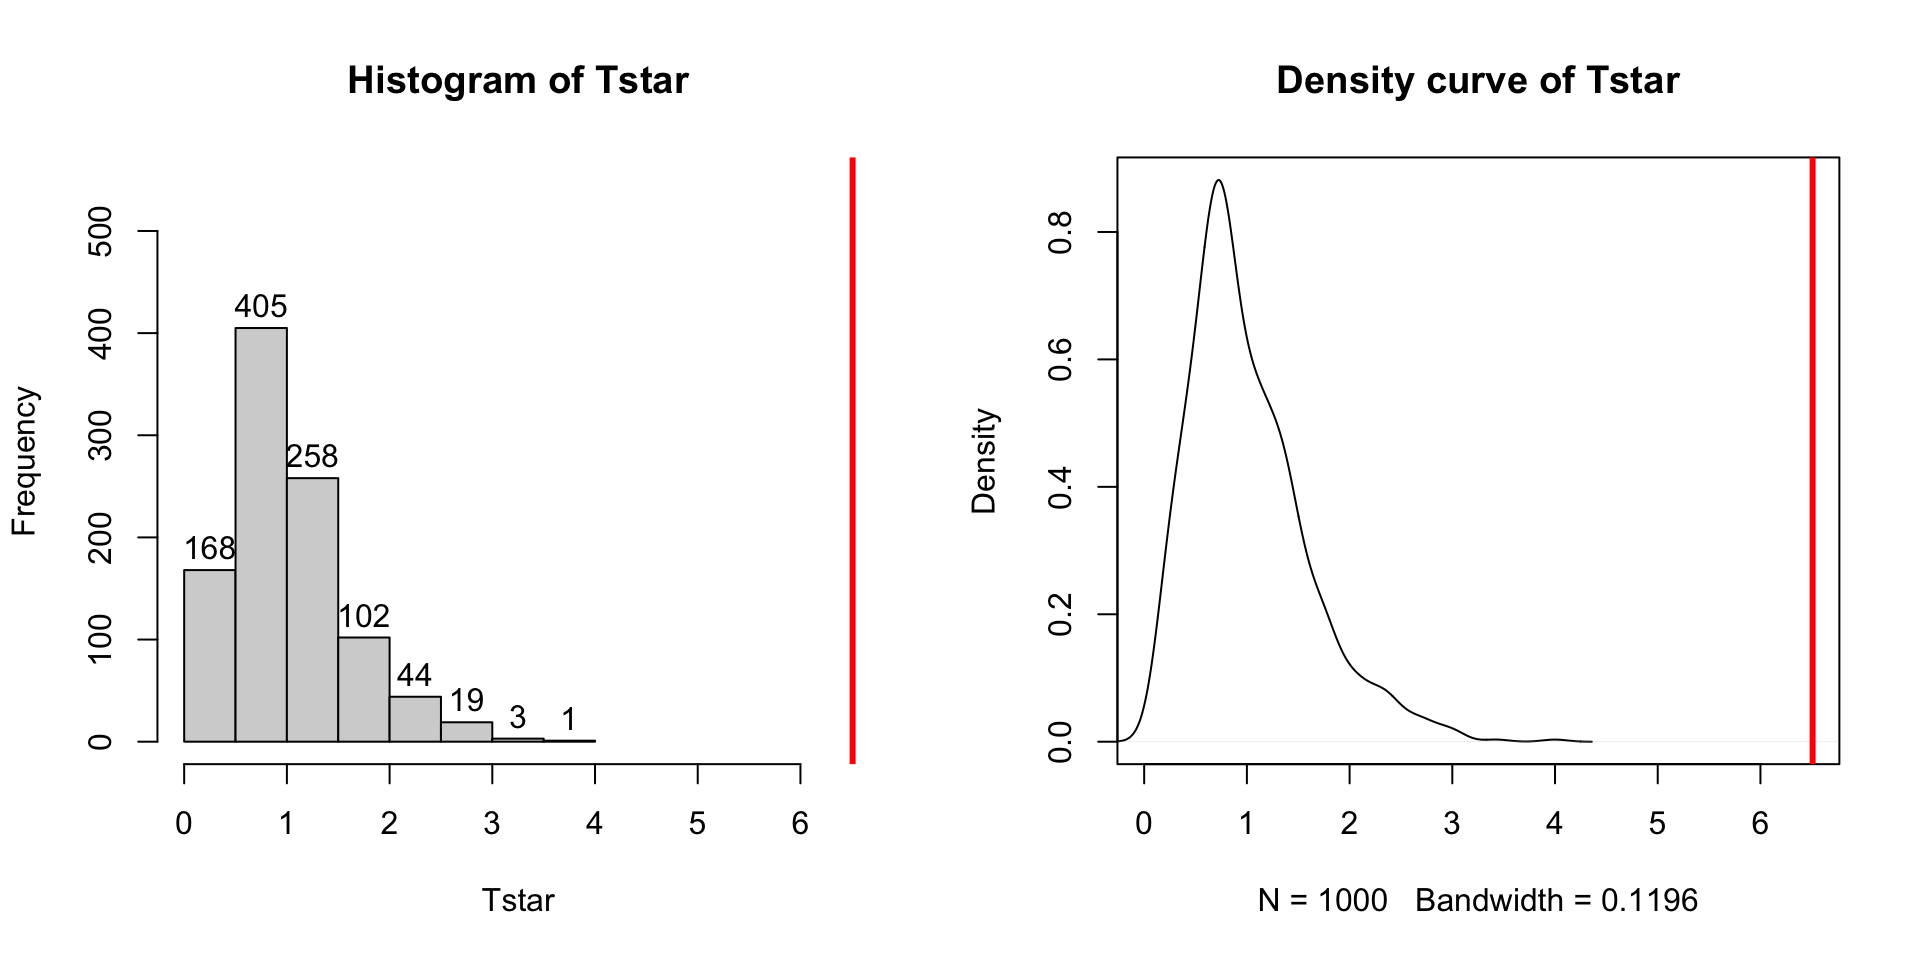 Histogram of Tstar
Frequency
500
400
300
200
100
0
168
405
258
102
44
19
3
1
0 1 2 3 4 5 6
Tstar
Density curve of Tstar
Density
0.8
0.6
0.4
0.2
0.0
0 1 2 3 4 5 6
N = 1000 Bandwidth = 0.1196